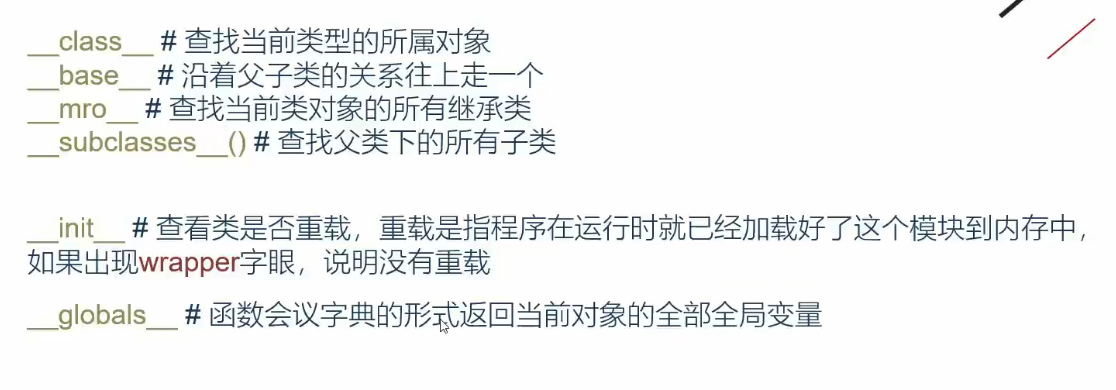 __class__ # 查找当前类型的所属对象
__base__ # 沿着父子类的关系往上走一个
__mro__ # 查找当前类对象的所有继承类
__subclasses__() # 查找父类下的所有子类
__init__ # 查看类是否重载，重载是指程序在运行时就已经加载好了这个模块到内存中，
如果出现wrapper字眼，说明没有重载
__globals__ # 函数会议字典的形式返回当前对象的全部全局变量